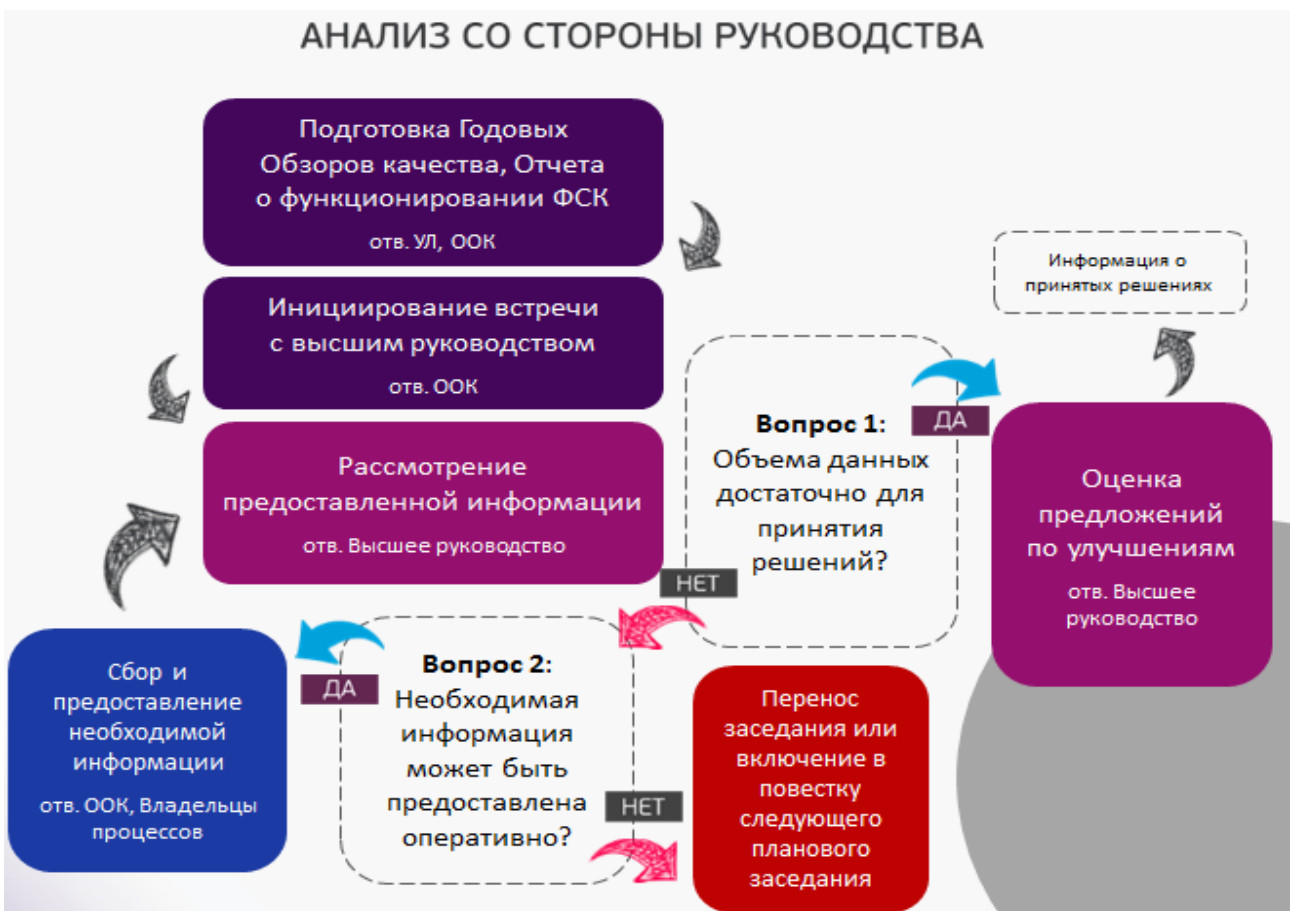 АНАЛИЗ СО СТОРОНЫ РУКОВОДСТВА
Подготовка Годовых
Обзоров качества, Отчета
о функционировании ФСК
отв. УЛ, ООК
Инициирование встречи
с высшим руководством
отв. ООК
Рассмотрение
предоставленной информации
отв. Высшее руководство
Вопрос 1:
Объема данных
достаточно для
принятия
решений?
ДА
НЕТ
Информация о
принятых решениях
Оценка
предложений
по улучшениям
отв. Высшее
руководство
Вопрос 2:
Необходимая
информация
может быть
предоставлена
оперативно?
ДА
НЕТ
Сбор и
предоставление
необходимой
информации
отв. ООК, Владельцы
процессов
Перенос
заседания или
включение в
повестку
следующего
планового
заседания